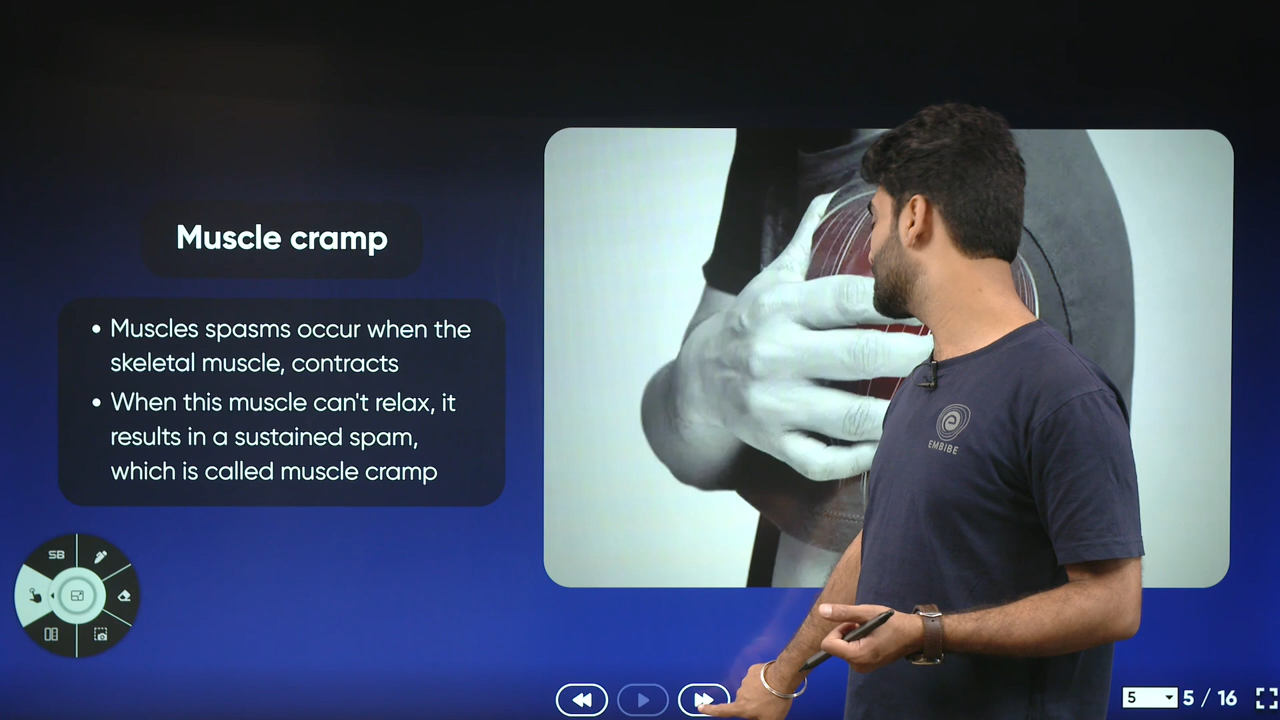 Muscle cramp
• Muscles spasms occur when the
skeletal muscle, contracts
• When this muscle can't relax, it
results in a sustained spam,
which is called muscle cramp
EMBIBE
SB
5
5 / 16